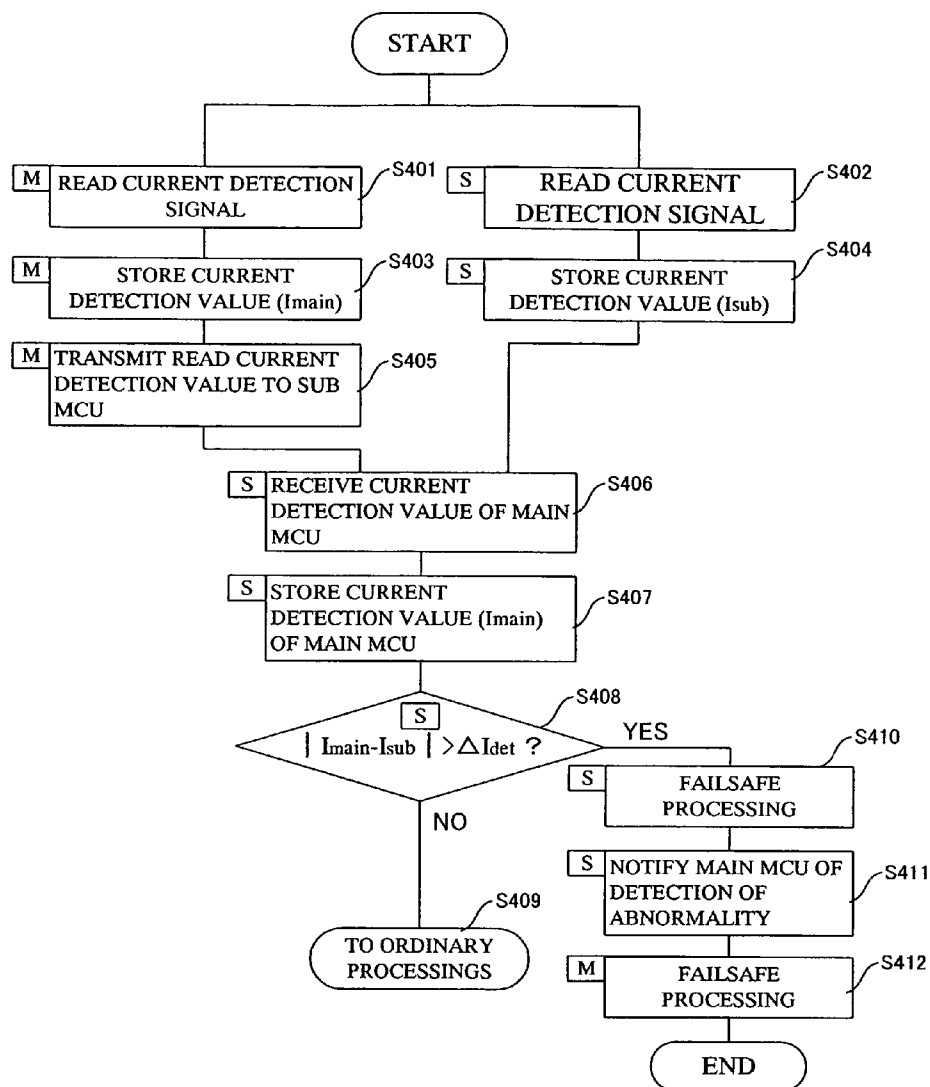 START
M
READ CURRENT DETECTION
SIGNAL
S401
S
READ CURRENT
DETECTION SIGNAL
S402
M
STORE CURRENT
DETECTION VALUE (Imain)
S403
S
STORE CURRENT
DETECTION VALUE (Isub)
S404
M
TRANSMIT READ CURRENT
DETECTION VALUE TO SUB
MCU
S405
S
RECEIVE CURRENT
DETECTION VALUE OF MAIN
MCU
S406
S
STORE CURRENT
DETECTION VALUE (Imain)
OF MAIN MCU
S407
S408
S
| Imain-Isub | >△Idet ?
YES
NO
S410
S
FAILSAFE
PROCESSING
S
NOTIFY MAIN MCU OF
DETECTION OF
ABNORMALITY
S411
S409
TO ORDINARY
PROCESSINGS
M
FAILSAFE
PROCESSING
S412
END